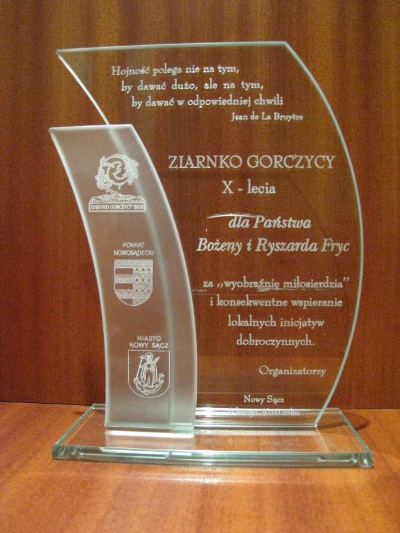 Hojność polega nie na tym,
by dawać dużo, ale na tym,
by dawać w odpowiedniej chwili
Jean de La Bruyère
ZIARNKO GORCZYCY
X - lecia
dla Państwa
Bożeny i Ryszarda Fryc
za „wyobraźnię miłosierdzia”
i konsekwentne wspieranie
lokalnych inicjatyw
dobroczynnych.
Organizatorzy
Nowy Sącz
POWIAT
NOWOSĄDECKI
MIASTO
NOWY SĄCZ